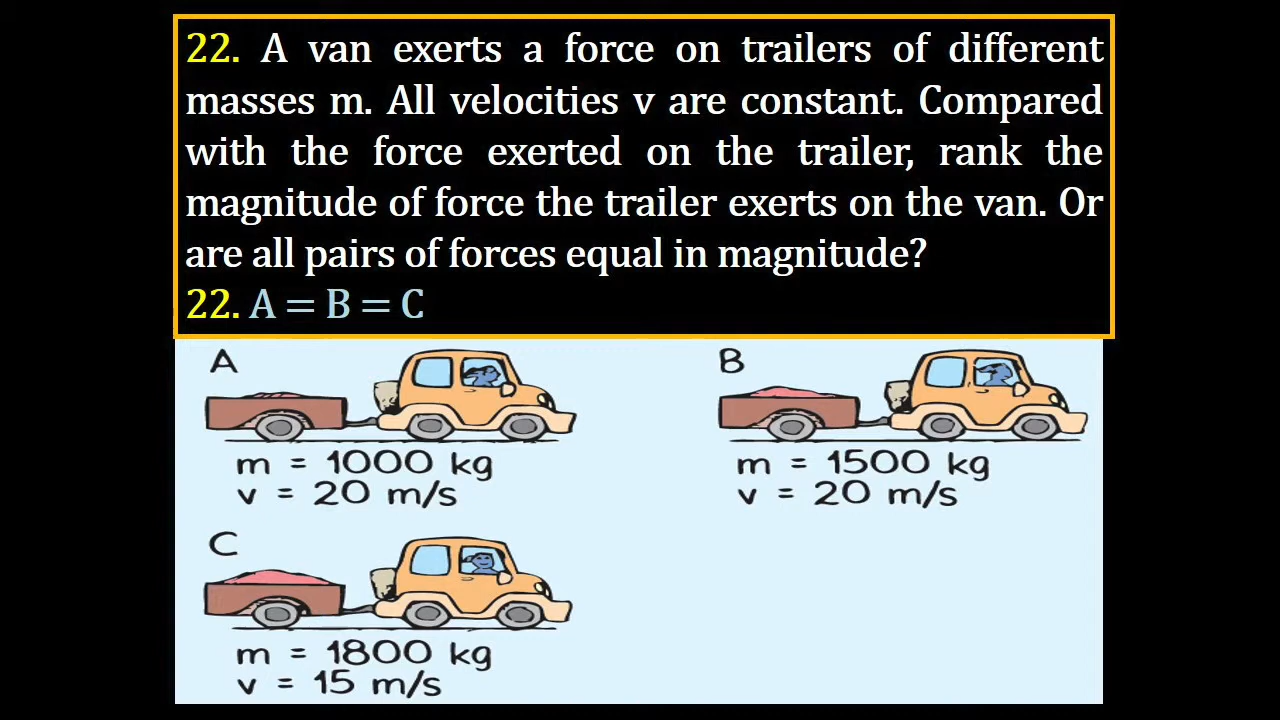 22. A van exerts a force on trailers of different
masses m. All velocities v are constant. Compared
with the force exerted on the trailer, rank the
magnitude of force the trailer exerts on the van. Or
are all pairs of forces equal in magnitude?
22. A = B = C
A
m = 1000 kg
v = 20 m/s
B
m = 1500 kg
v = 20 m/s
C
m = 1800 kg
v = 15 m/s